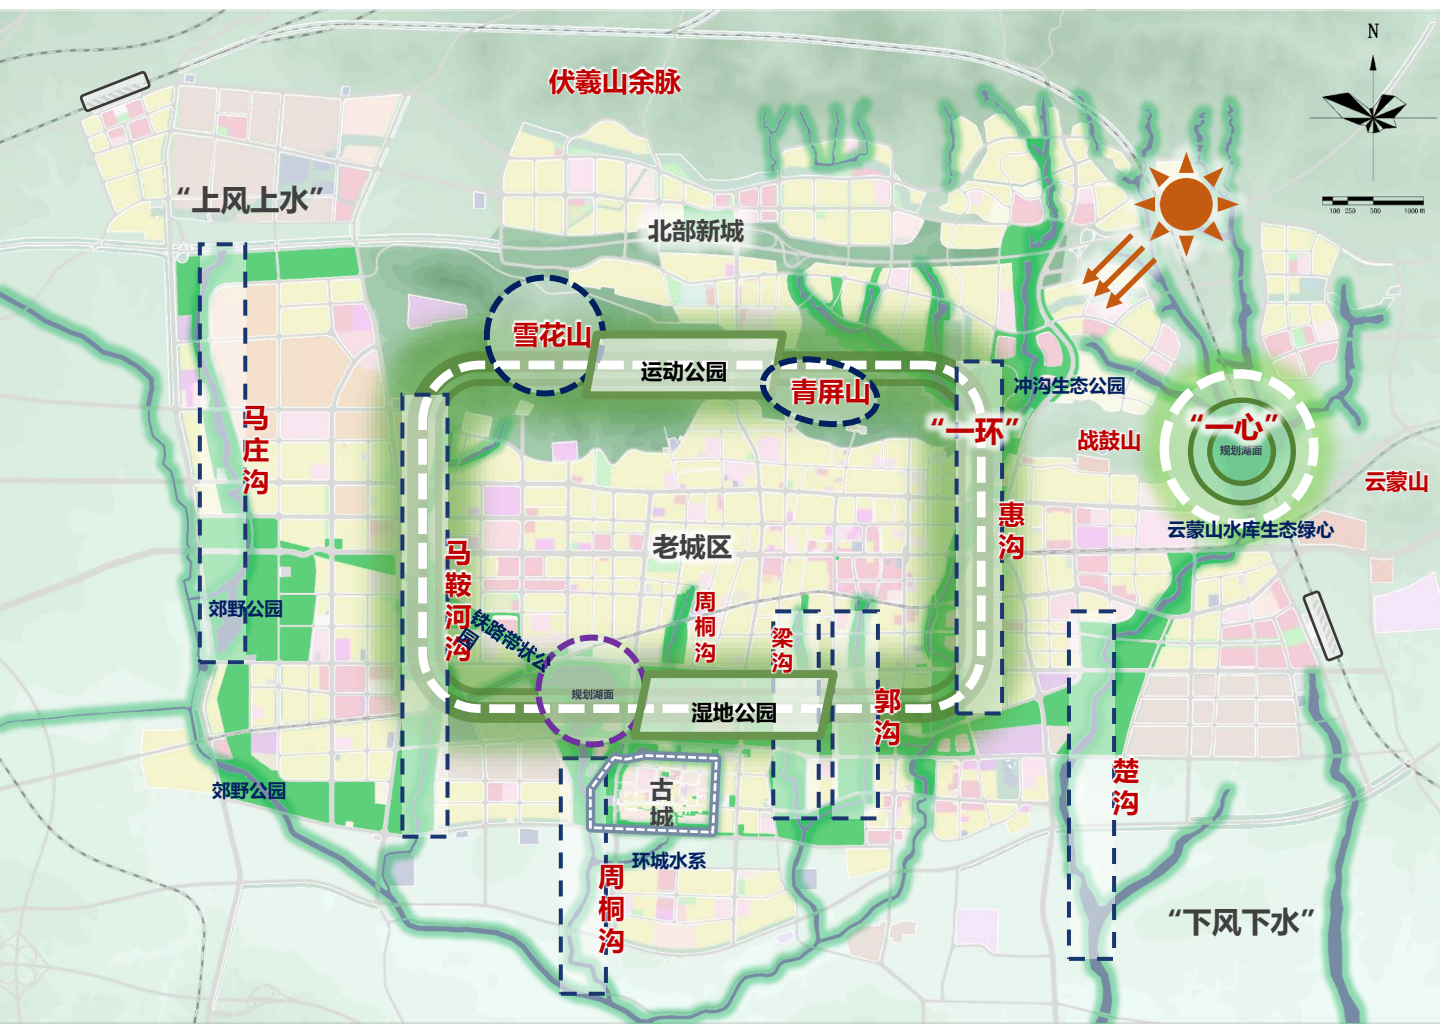 N
伏羲山余脉
100 250 500 1000 m
“上风上水”
北部新城
雪花山
运动公园
青屏山
冲沟生态公园
“一环”
“一心”
战鼓山
规划湖面
云蒙山
马庄沟
云蒙山水库生态绿心
惠沟
马鞍河沟
老城区
郊野公园
铁路带状公园
周桐沟
梁沟
规划湖面
湿地公园
郭沟
楚沟
郊野公园
古城
环城水系
周桐沟
“下风下水”